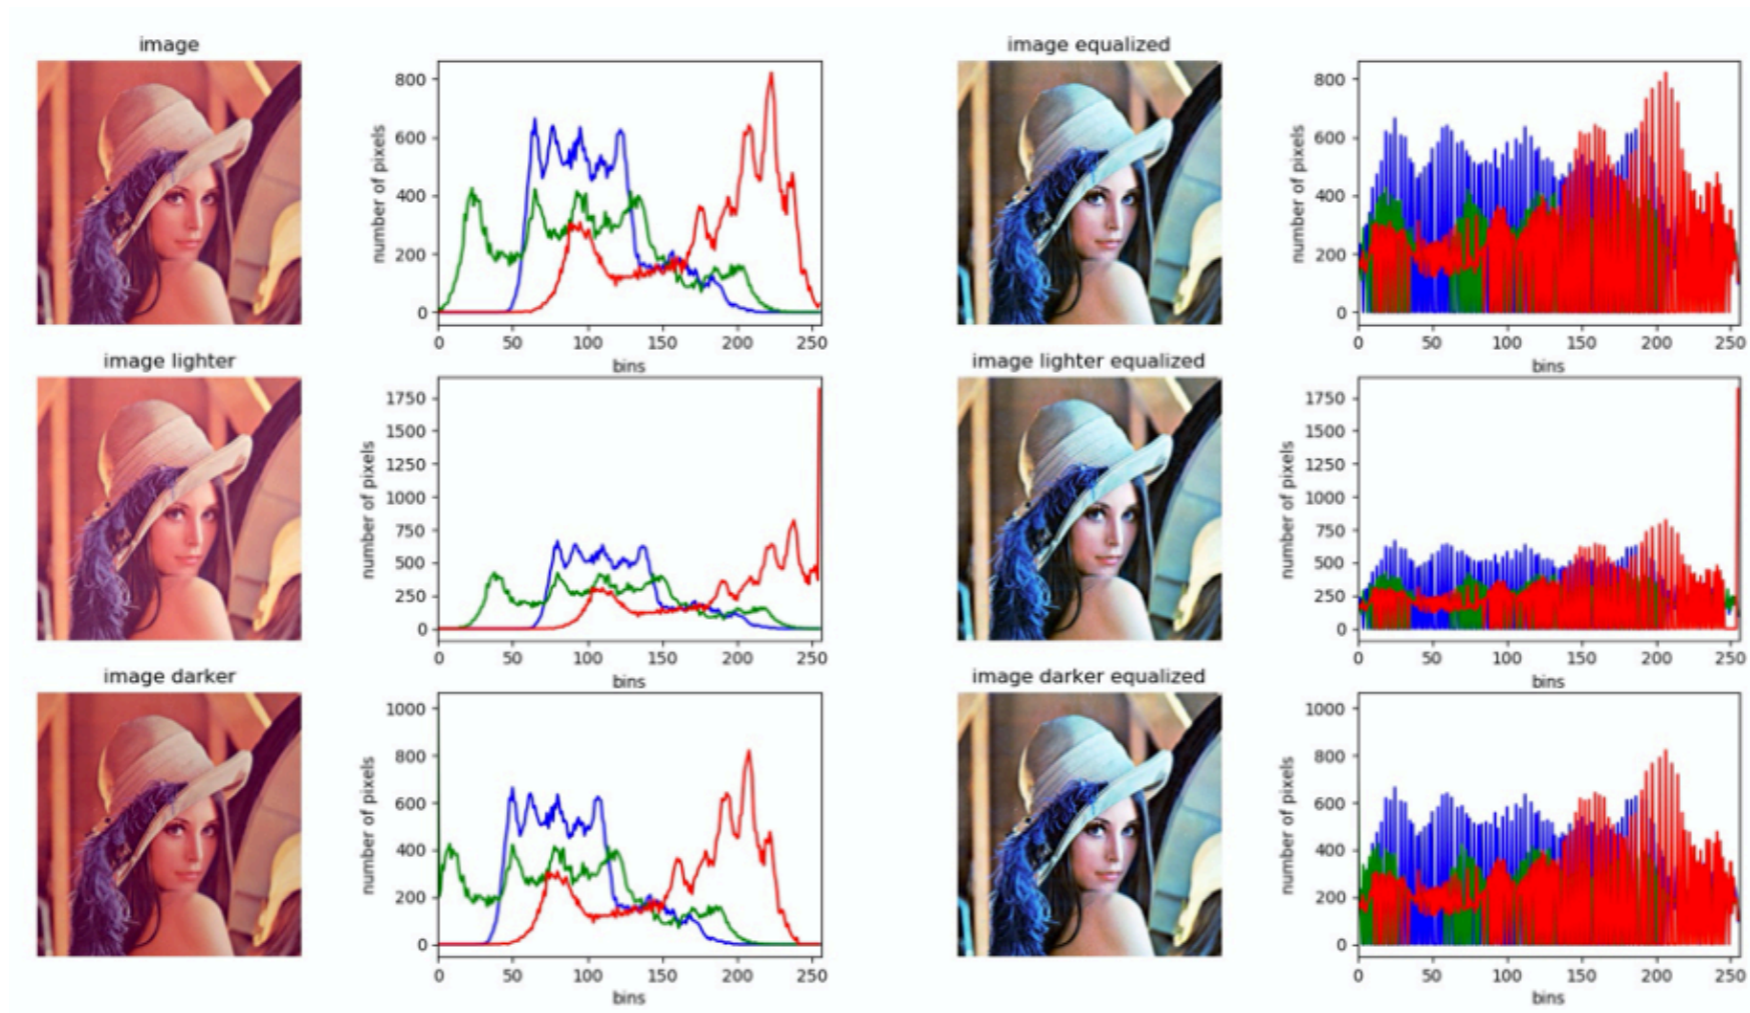 image
image equalized
number of pixels
800
600
400
200
0
0 50 100 150 200 250
bins
number of pixels
800
600
400
200
0
0 50 100 150 200 250
bins
image lighter
image lighter equalized
number of pixels
1750
1500
1250
1000
750
500
250
0
0 50 100 150 200 250
bins
number of pixels
1750
1500
1250
1000
750
500
250
0
0 50 100 150 200 250
bins
image darker
image darker equalized
number of pixels
1000
800
600
400
200
0
0 50 100 150 200 250
bins
number of pixels
1000
800
600
400
200
0
0 50 100 150 200 250
bins